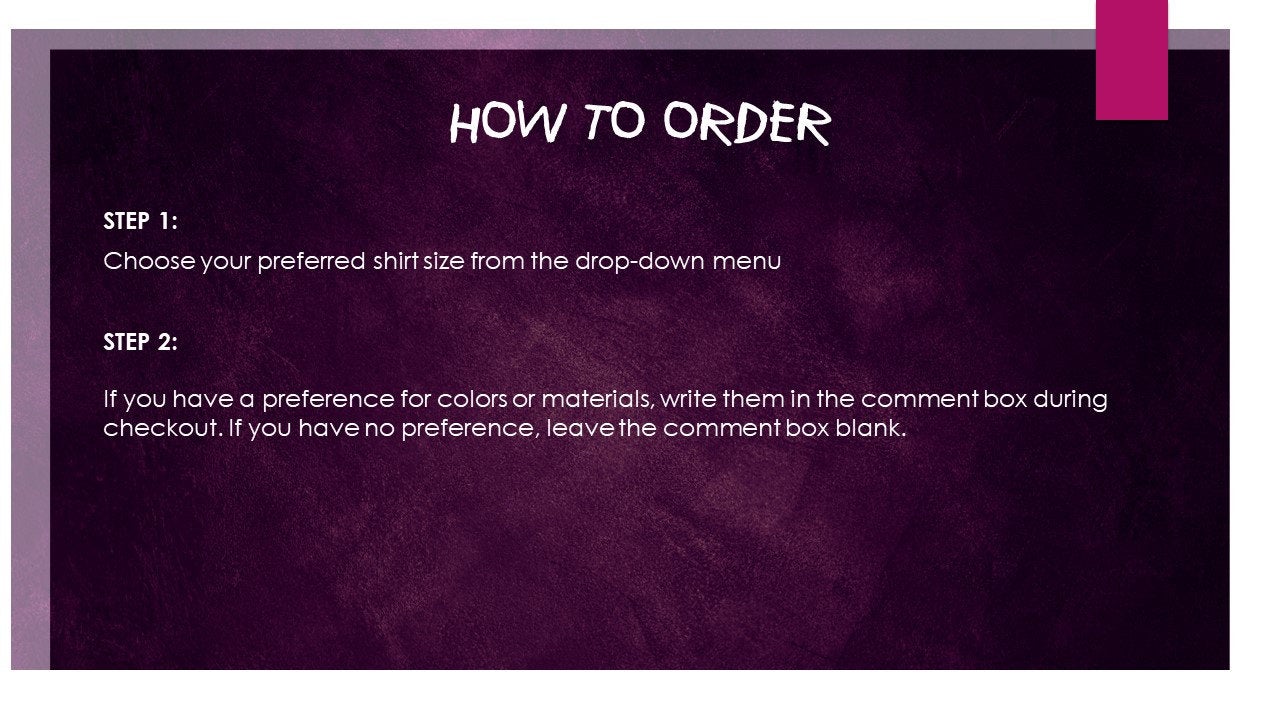 HOW TO ORDER
STEP 1:
Choose your preferred shirt size from the drop-down menu
STEP 2:
If you have a preference for colors or materials, write them in the comment box during
checkout. If you have no preference, leave the comment box blank.